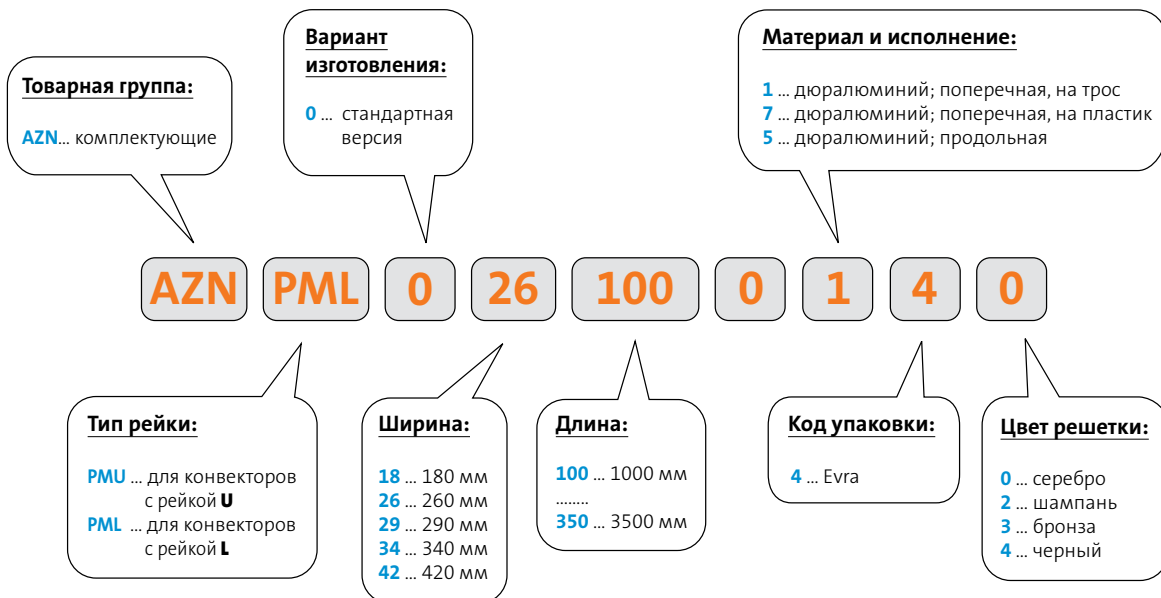 Товарная группа:
AZN... комплектующие
Вариант
изготовления:
0 ... стандартная
версия
Материал и исполнение:
1 ... дюралюминий; поперечная, на трос
7 ... дюралюминий; поперечная, на пластик
5 ... дюралюминий; продольная
AZN PML 0 26 100 0 1 4 0
Тип рейки:
PMU ... для конвекторов
с рейкой U
PML ... для конвекторов
с рейкой L
Ширина:
18 ... 180 мм
26 ... 260 мм
29 ... 290 мм
34 ... 340 мм
42 ... 420 мм
Длина:
100 ... 1000 мм
........
350 ... 3500 мм
Код упаковки:
4 ... Evra
Цвет решетки:
0 ... серебро
2 ... шампань
3 ... бронза
4 ... черный